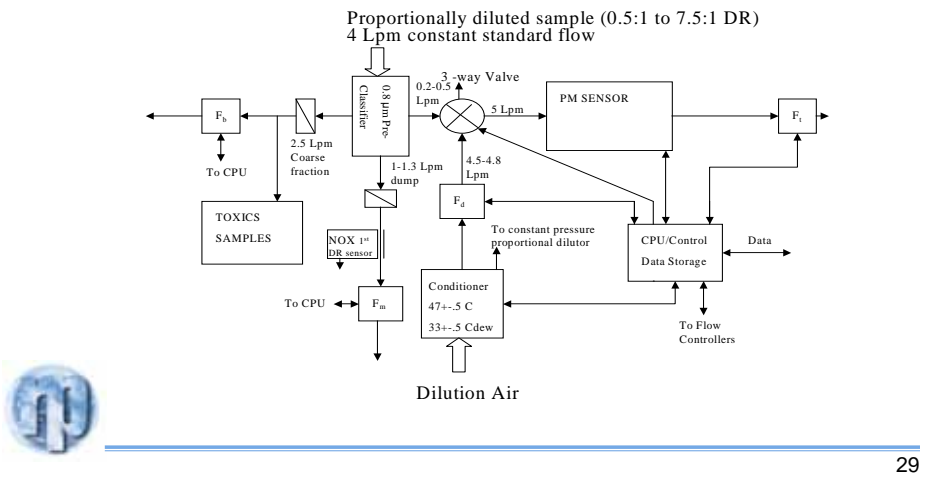 Proportionally diluted sample (0.5:1 to 7.5:1 DR)
4 Lpm constant standard flow
3 -way Valve
0.2-0.5
Lpm
0.8 µm Pre-
Classifier
5 Lpm
PM SENSOR
F_b
F_t
2.5 Lpm
Coarse
fraction
To CPU
1-1.3 Lpm
dump
4.5-4.8
Lpm
F_d
TOXICS
SAMPLES
NOX 1st
DR sensor
To constant pressure
proportional dilutor
CPU/Control
Data Storage
Data
To CPU
F_m
Conditioner
47+-.5 C
33+-.5 Cdew
To Flow
Controllers
Dilution Air
29